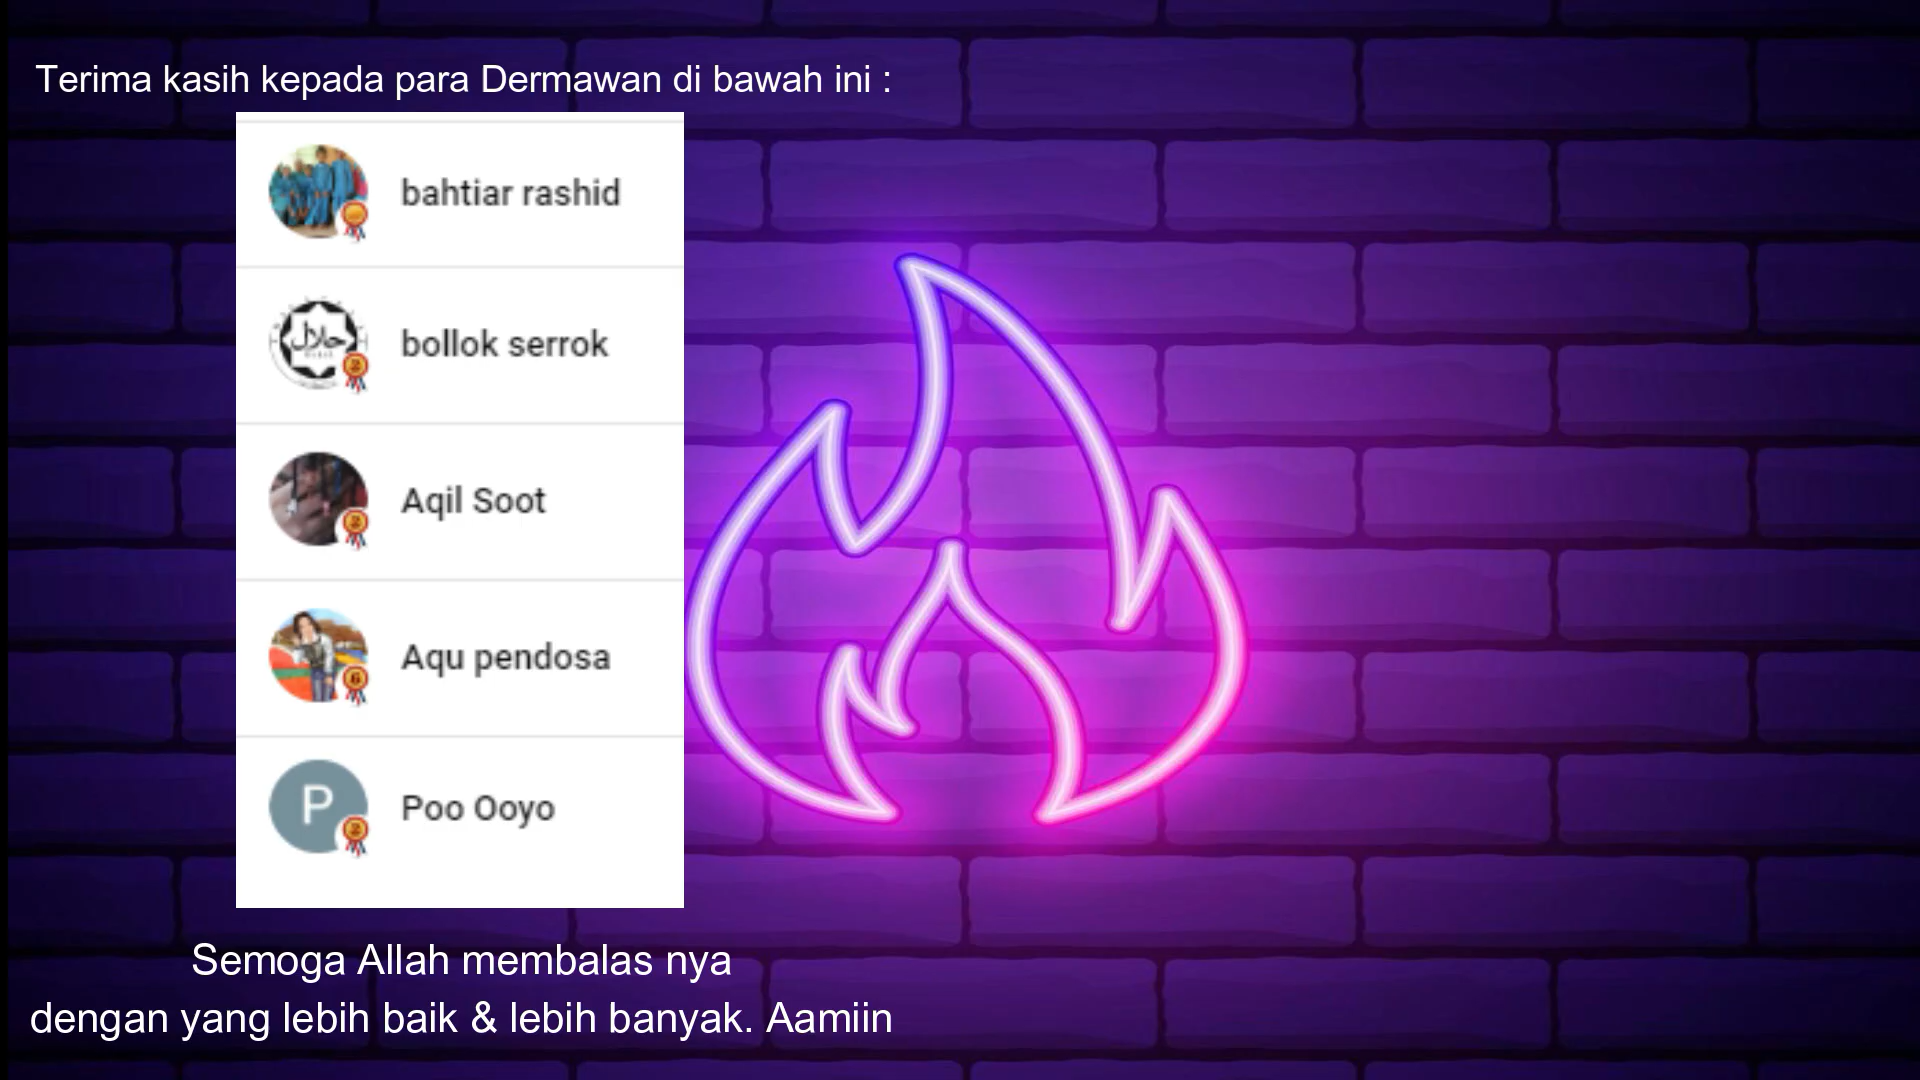 Terima kasih kepada para Dermawan di bawah ini :
bahtiar rashid
حلال
bollok serrok
Aqil Soot
Aqu pendosa
P
Poo Ooyo
Semoga Allah membalas nya
dengan yang lebih baik & lebih banyak. Aamiin